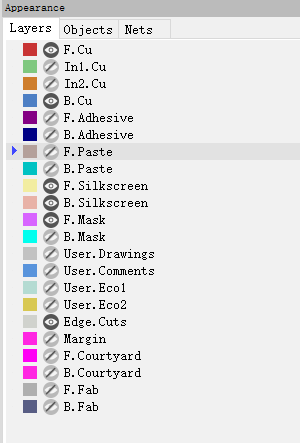 Appearance
Layers Objects Nets
F.Cu
In1.Cu
In2.Cu
B.Cu
F.Adhesive
B.Adhesive
F.Paste
B.Paste
F.Silkscreen
B.Silkscreen
F.Mask
B.Mask
User.Drawings
User.Comments
User.Eco1
User.Eco2
Edge.Cuts
Margin
F.Courtyard
B.Courtyard
F.Fab
B.Fab